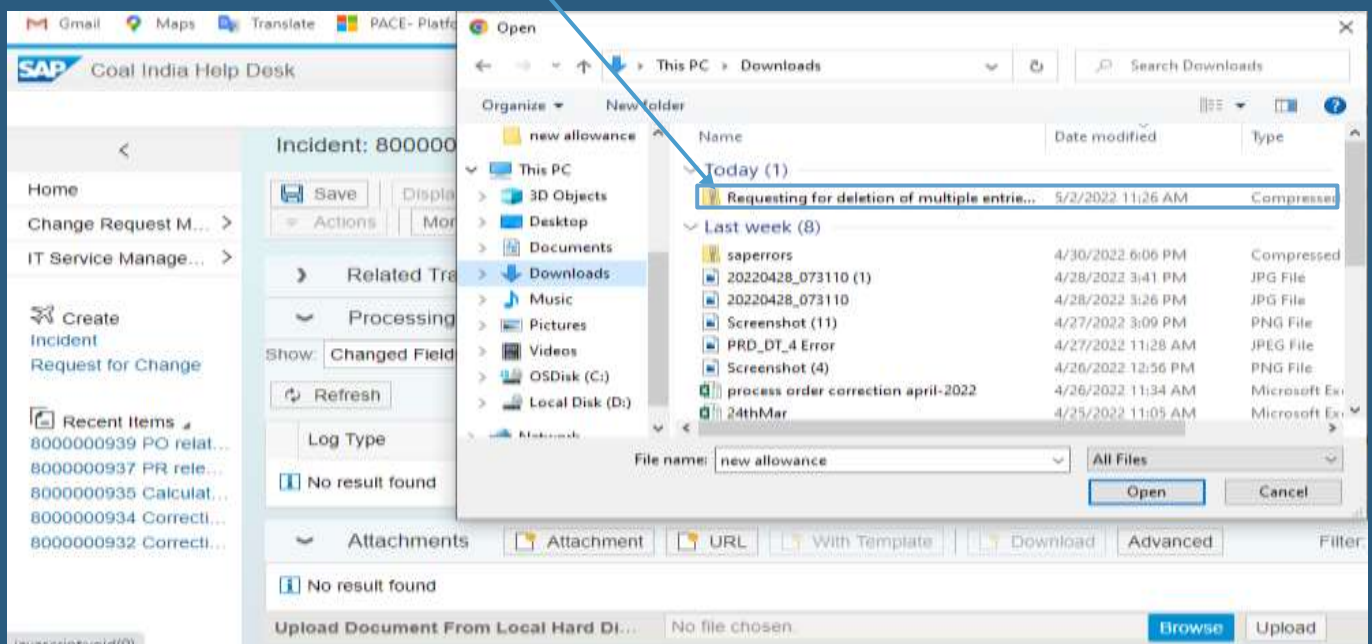 Gmail Maps Translate PACE- Platfo
SAP Coal India Help Desk
Home
Change Request M...
IT Service Manage...
Create
Incident
Request for Change
Recent Items
8000000939 PO relat...
8000000937 PR rele...
8000000935 Calculat...
8000000934 Correcti...
8000000932 Correcti...
Incident: 800000
Save Displa
Actions Mor
Related Tra
Processing
Show: Changed Field
Refresh
Log Type
No result found
Open
This PC > Downloads Search Downloads
Organize New folder
new allowance
This PC
3D Objects
Desktop
Documents
Downloads
Music
Pictures
Videos
OSDisk (C:)
Local Disk (D:)
Network
Name Date modified Type
Today (1)
Requesting for deletion of multiple entrie... 5/2/2022 11:26 AM Compressed
Last week (8)
saperrors 4/30/2022 6:06 PM Compressed
20220428_073110 (1) 4/28/2022 3:41 PM JPG File
20220428_073110 4/28/2022 3:26 PM JPG File
Screenshot (11) 4/27/2022 3:09 PM PNG File
PRD_DT_4 Error 4/27/2022 11:28 AM JPEG File
Screenshot (4) 4/26/2022 12:56 PM PNG File
process order correction april-2022 4/26/2022 11:34 AM Microsoft Ex
24thMar 4/25/2022 11:05 AM Microsoft Ex
File name: new allowance All Files
Open Cancel
Attachments Attachment URL With Template Download Advanced Filter:
No result found
Upload Document From Local Hard Di... No file chosen Browse Upload